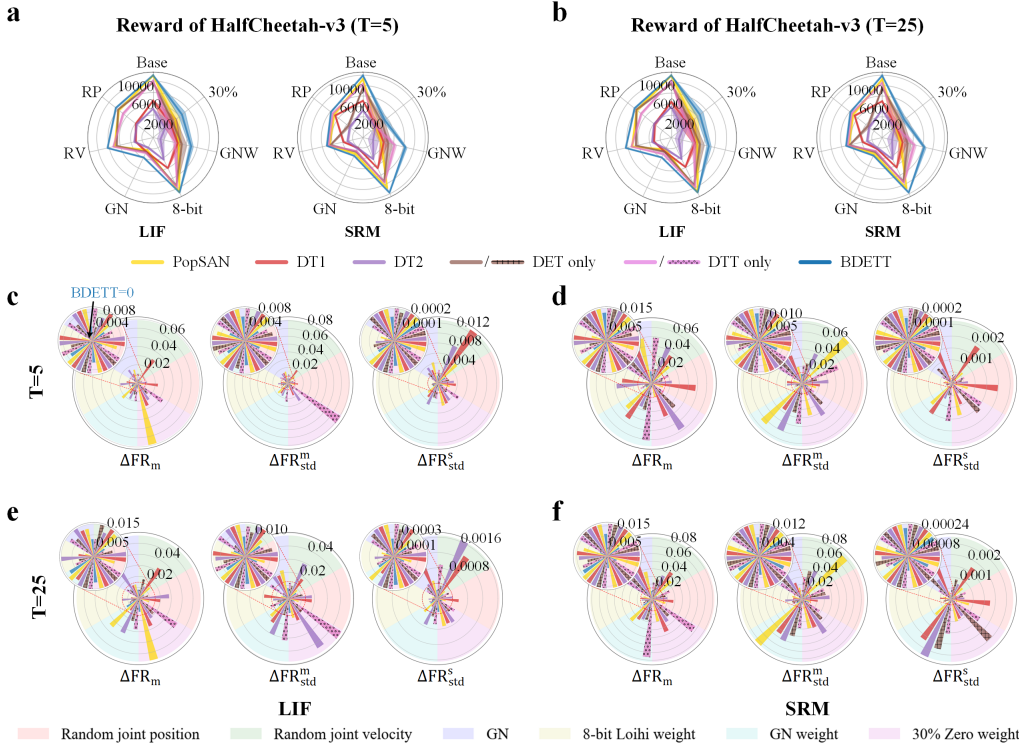 a
Reward of HalfCheetah-v3 (T=5)
b
Reward of HalfCheetah-v3 (T=25)
Base
30%
GNW
8-bit
GN
RV
RP
10000
6000
2000
LIF
Base
30%
GNW
8-bit
GN
RV
RP
10000
6000
2000
SRM
Base
30%
GNW
8-bit
GN
RV
RP
10000
6000
2000
LIF
Base
30%
GNW
8-bit
GN
RV
RP
10000
6000
2000
SRM
PopSAN
DT1
DT2
/ DET only
/ DTT only
BDETT
c
BDETT=0
T=5
0.008
0.004
0.06
0.04
0.02
ΔFRm
0.008
0.004
0.08
0.06
0.04
0.02
ΔFR^m_std
0.0002
0.0001
0.012
0.008
0.004
ΔFR^s_std
d
0.015
0.005
0.06
0.04
0.02
ΔFRm
0.010
0.005
0.06
0.04
0.02
ΔFR^m_std
0.0002
0.0001
0.002
0.001
ΔFR^s_std
e
T=25
0.015
0.005
0.04
0.02
ΔFRm
0.010
0.04
0.02
ΔFR^m_std
0.0003
0.0001
0.0016
0.0008
ΔFR^s_std
f
0.015
0.005
0.08
0.06
0.04
0.02
ΔFRm
0.012
0.004
0.08
0.06
0.04
0.02
ΔFR^m_std
0.00024
0.00008
0.002
0.001
ΔFR^s_std
LIF
SRM
Random joint position
Random joint velocity
GN
8-bit Loihi weight
GN weight
30% Zero weight